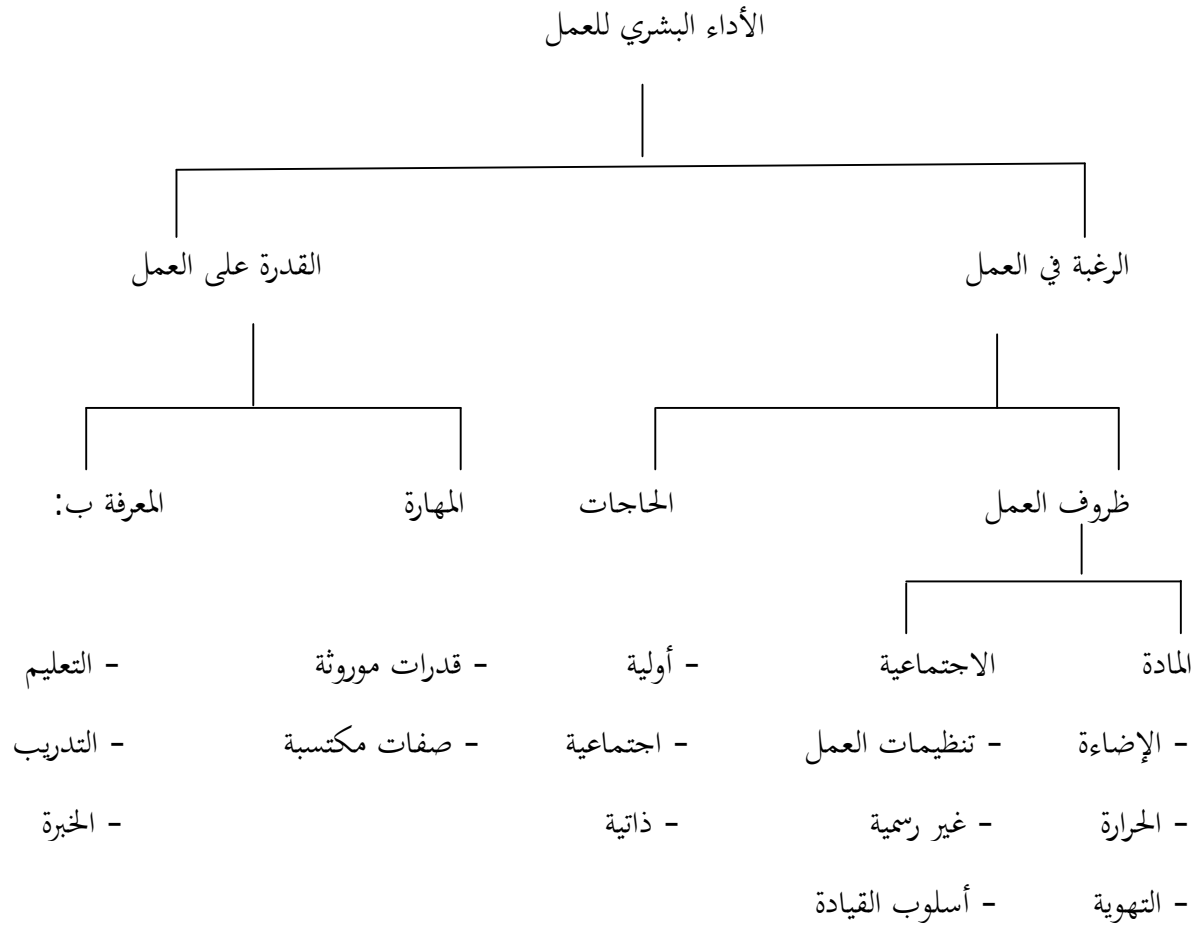 الأداء البشري للعمل
الرغبة في العمل القدرة على العمل
ظروف العمل الحاجات المهارة المعرفة ب:
المادة الاجتماعية - أولية - قدرات موروثة - التعليم
- الإضاءة - تنظيمات العمل - اجتماعية - صفات مكتسبة - التدريب
- الحرارة - غير رسمية - ذاتية - الخبرة
- التهوية - أسلوب القيادة